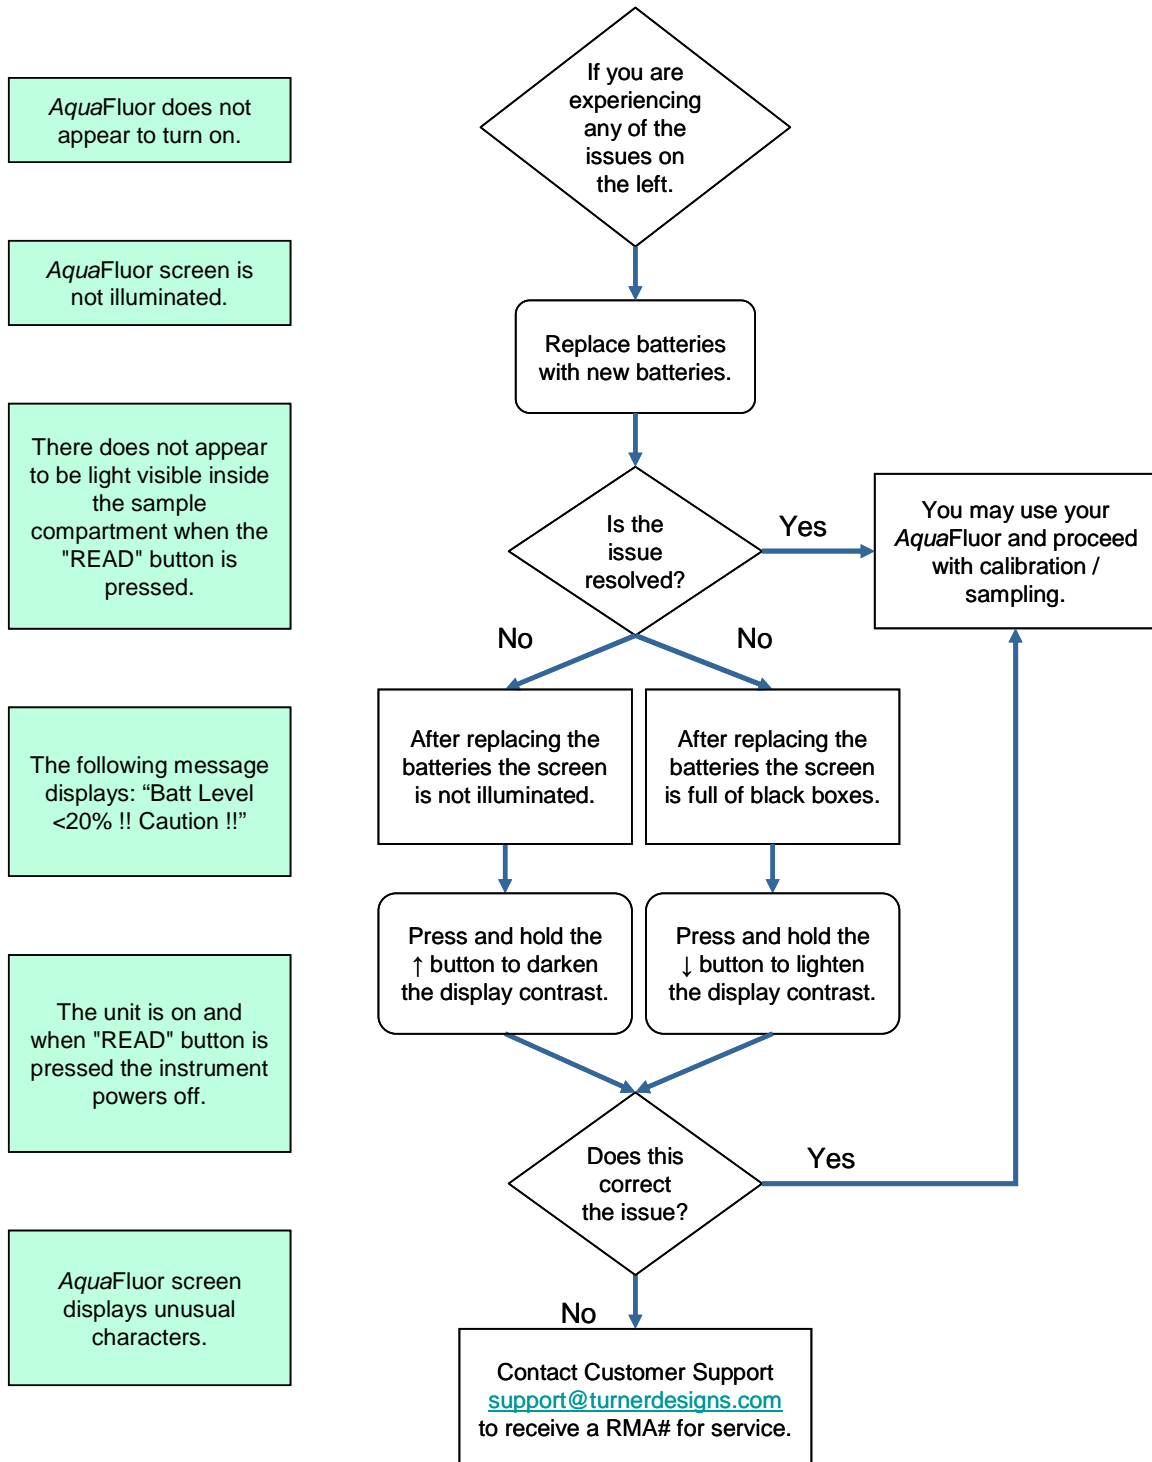 AquaFluor does not
appear to turn on.
AquaFluor screen is
not illuminated.
There does not appear
to be light visible inside
the sample
compartment when the
"READ" button is
pressed.
The following message
displays: “Batt Level
<20% !! Caution !!”
The unit is on and
when "READ" button is
pressed the instrument
powers off.
AquaFluor screen
displays unusual
characters.
If you are
experiencing
any of the
issues on
the left.
Replace batteries
with new batteries.
Is the
issue
resolved?
Yes
You may use your
AquaFluor and proceed
with calibration /
sampling.
No
No
After replacing the
batteries the screen
is not illuminated.
After replacing the
batteries the screen
is full of black boxes.
Press and hold the
↑ button to darken
the display contrast.
Press and hold the
↓ button to lighten
the display contrast.
Does this
correct
the issue?
Yes
No
Contact Customer Support
support@turnerdesigns.com
to receive a RMA# for service.